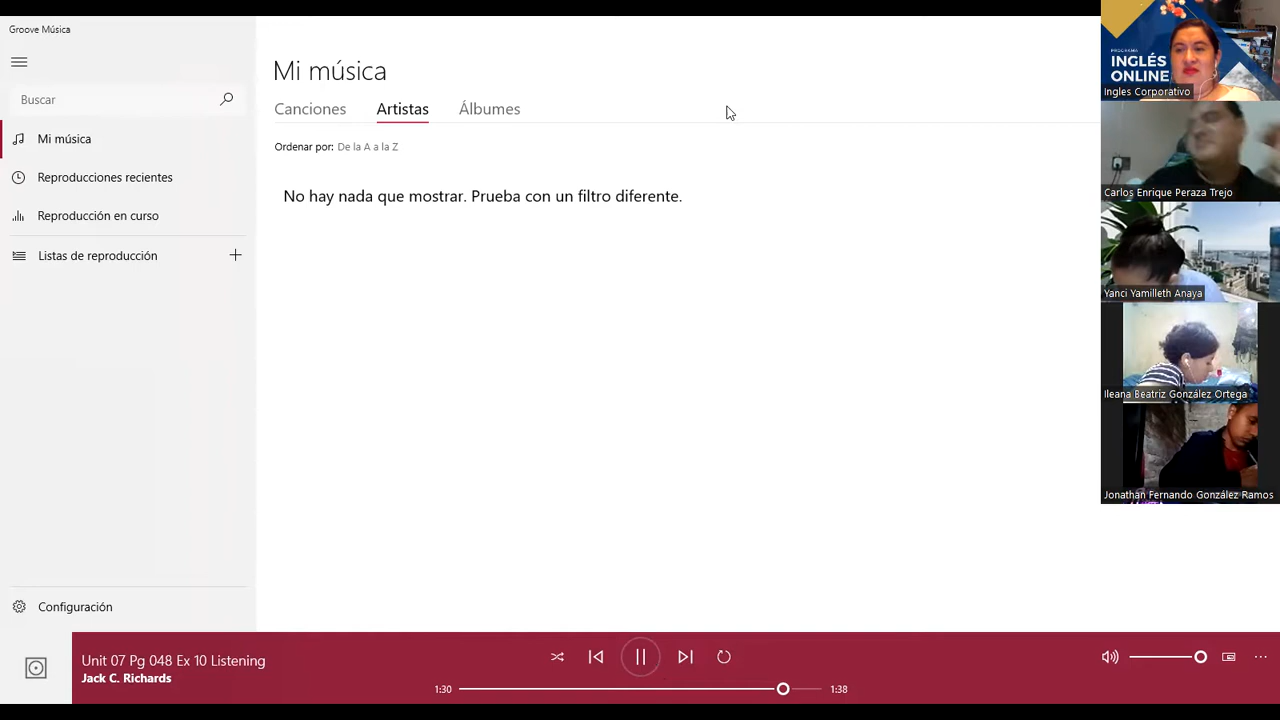 Groove Música
Buscar
Mi música
Reproducciones recientes
Reproducción en curso
Listas de reproducción
Configuración
Mi música
Canciones Artistas Álbumes
Ordenar por: De la A a la Z
No hay nada que mostrar. Prueba con un filtro diferente.
PROGRAMA
INGLÉS
ONLINE
Ingles Corporativo
Carlos Enrique Peraza Trejo
Yanci Yamilleth Anaya
Ileana Beatriz González Ortega
Jonathan Fernando González Ramos
Unit 07 Pg 048 Ex 10 Listening
Jack C. Richards
1:30 1:38